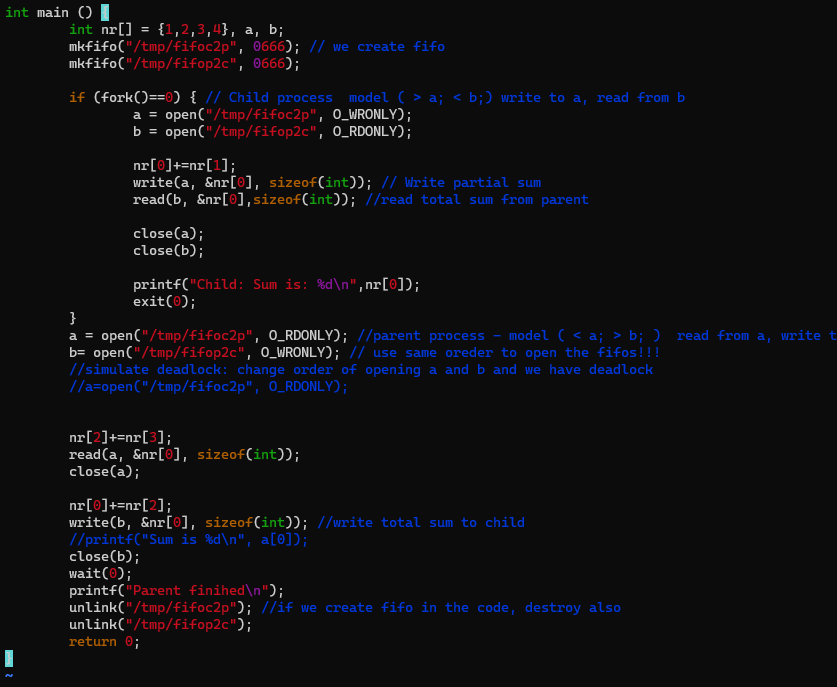 int main () {
int nr[] = {1,2,3,4}, a, b;
mkfifo("/tmp/fifoc2p", 0666); // we create fifo
mkfifo("/tmp/fifop2c", 0666);
if (fork()==0) { // Child process  model ( > a; < b;) write to a, read from b
a = open("/tmp/fifoc2p", O_WRONLY);
b = open("/tmp/fifop2c", O_RDONLY);
nr[0]+=nr[1];
write(a, &nr[0], sizeof(int)); // Write partial sum
read(b, &nr[0],sizeof(int)); //read total sum from parent
close(a);
close(b);
printf("Child: Sum is: %d\n",nr[0]);
exit(0);
}
a = open("/tmp/fifoc2p", O_RDONLY); //parent process - model ( < a; > b; )  read from a, write t
b= open("/tmp/fifop2c", O_WRONLY); // use same oreder to open the fifos!!!
//simulate deadlock: change order of opening a and b and we have deadlock
//a=open("/tmp/fifoc2p", O_RDONLY);
nr[2]+=nr[3];
read(a, &nr[0], sizeof(int));
close(a);
nr[0]+=nr[2];
write(b, &nr[0], sizeof(int)); //write total sum to child
//printf("Sum is %d\n", a[0]);
close(b);
wait(0);
printf("Parent finihed\n");
unlink("/tmp/fifoc2p"); //if we create fifo in the code, destroy also
unlink("/tmp/fifop2c");
return 0;
}
~